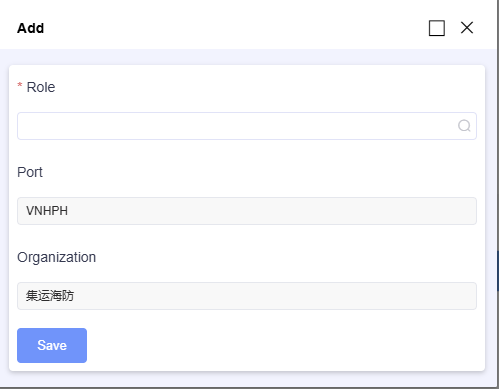 Add
* Role
Port
VNHPH
Organization
集运海防
Save